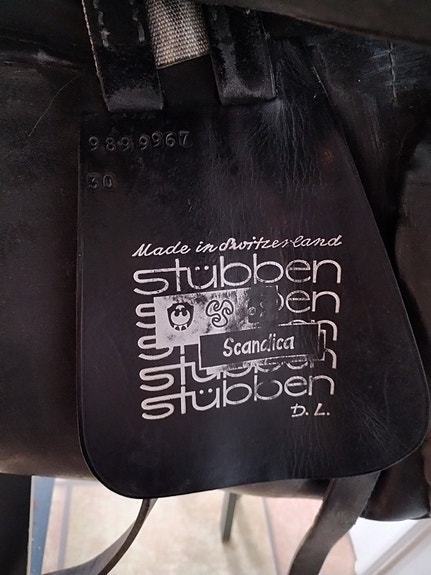 9899967
30
Made in Switzerland
stübben
stübben
stübben
Scandica
stübben
stübben
D. L.